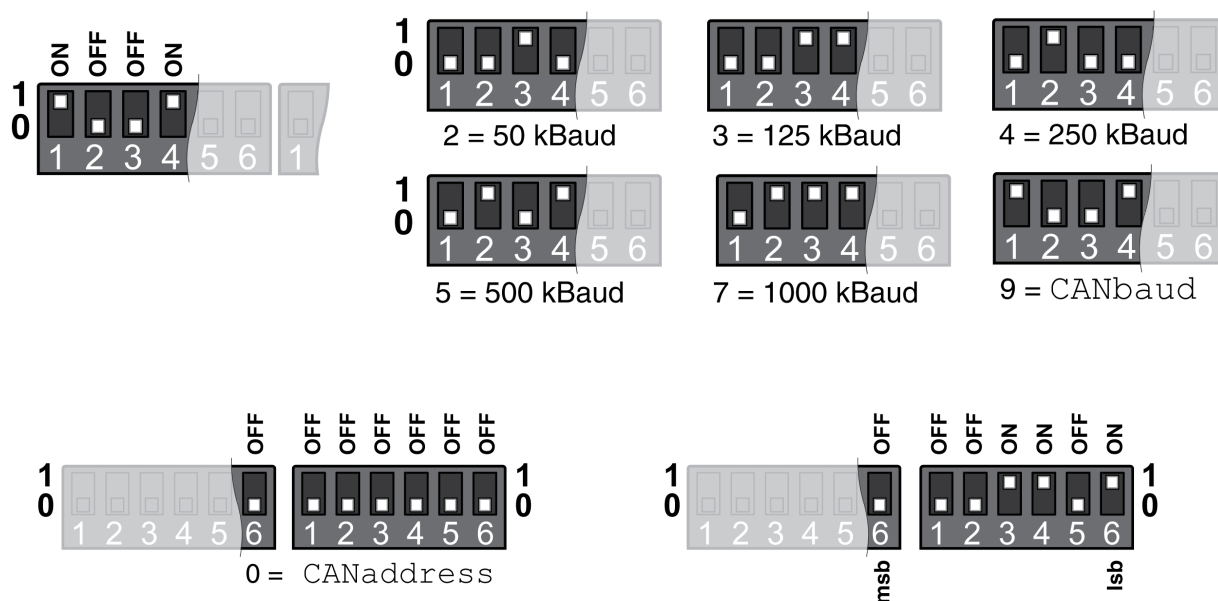 ON OFF OFF ON
1
0
1 2 3 4 5 6 1
1
0
1 2 3 4 5 6
2 = 50 kBaud
1 2 3 4 5 6
3 = 125 kBaud
1 2 3 4 5 6
4 = 250 kBaud
1
0
1 2 3 4 5 6
5 = 500 kBaud
1 2 3 4 5 6
7 = 1000 kBaud
1 2 3 4 5 6
9 = CANbaud
OFF OFF OFF OFF OFF OFF OFF
1 1
0 0
1 2 3 4 5 6 1 2 3 4 5 6
0 = CANaddress
OFF OFF OFF ON ON OFF ON
1 1
0 0
1 2 3 4 5 6 1 2 3 4 5 6
msb lsb